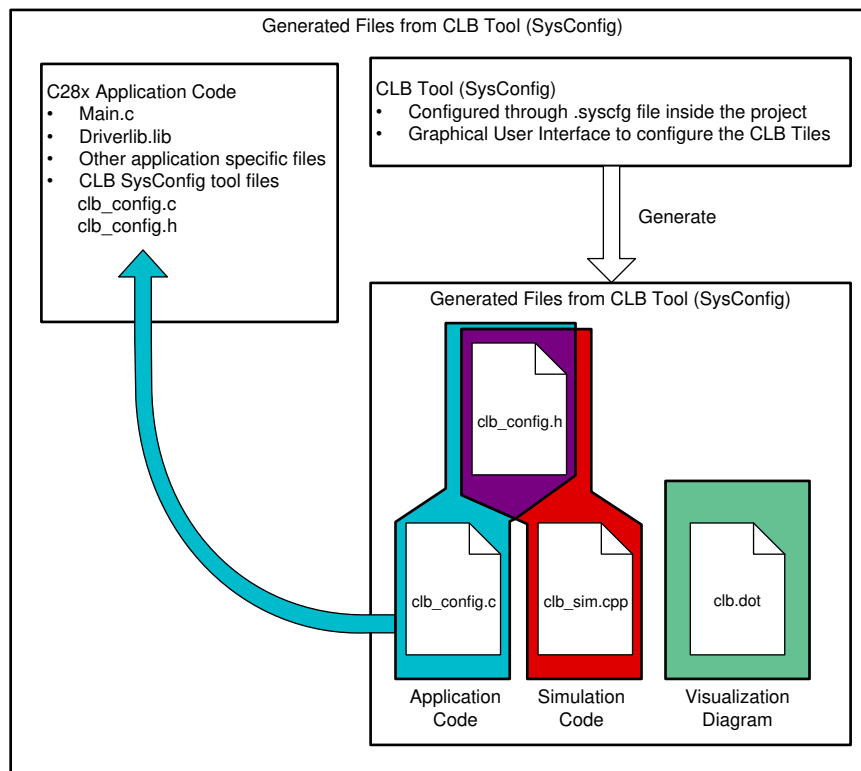 Generated Files from CLB Tool (SysConfig)
C28x Application Code
• Main.c
• Driverlib.lib
• Other application specific files
• CLB SysConfig tool files
clb_config.c
clb_config.h
CLB Tool (SysConfig)
• Configured through .syscfg file inside the project
• Graphical User Interface to configure the CLB Tiles
Generate
Generated Files from CLB Tool (SysConfig)
clb_config.h
clb_config.c
clb_sim.cpp
clb.dot
Application
Code
Simulation
Code
Visualization
Diagram